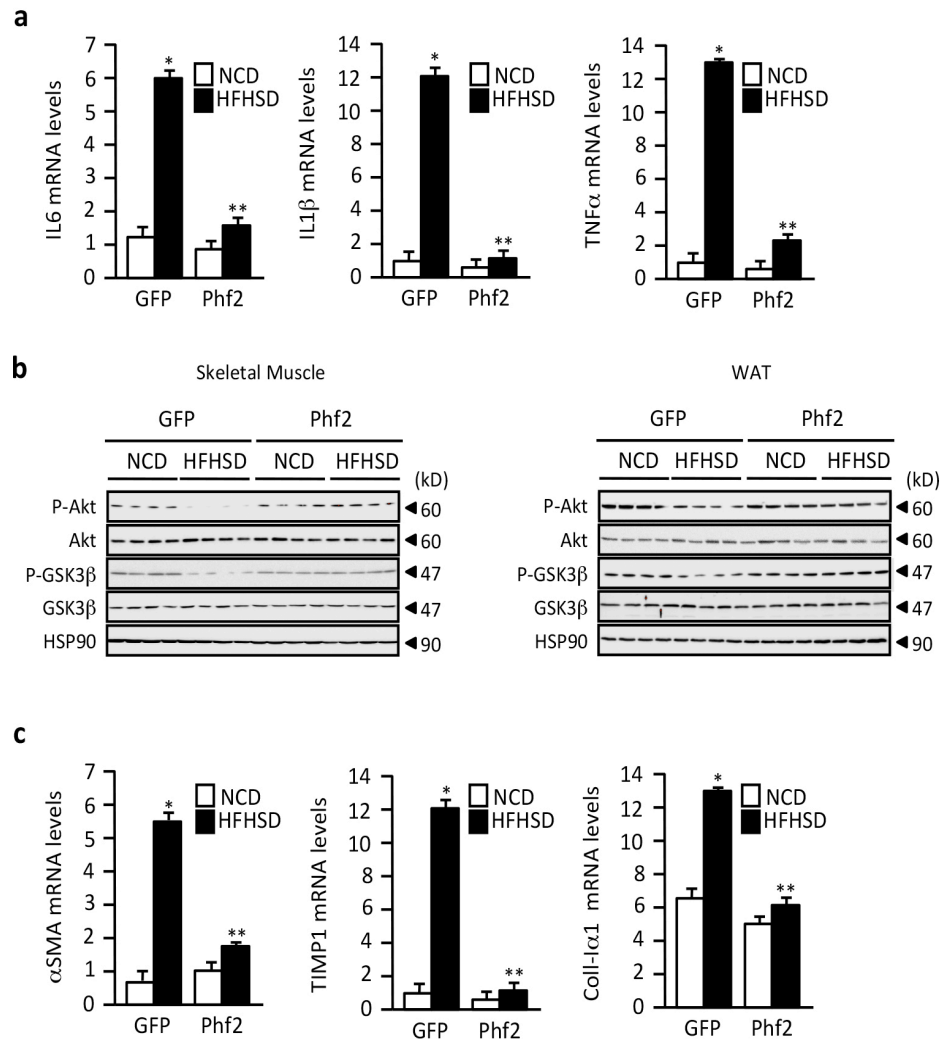 a
IL6 mRNA levels
7
6
5
4
3
2
1
0
*
**
NCD
HFHSD
GFP Phf2
IL1β mRNA levels
14
12
10
8
6
4
2
0
*
**
NCD
HFHSD
GFP Phf2
TNFα mRNA levels
14
12
10
8
6
4
2
0
*
**
NCD
HFHSD
GFP Phf2
b
Skeletal Muscle
GFP Phf2
NCD HFHSD NCD HFHSD
(kD)
P-Akt 60
Akt 60
P-GSK3β 47
GSK3β 47
HSP90 90
WAT
GFP Phf2
NCD HFHSD NCD HFHSD
(kD)
P-Akt 60
Akt 60
P-GSK3β 47
GSK3β 47
HSP90 90
c
αSMA mRNA levels
7
6
5
4
3
2
1
0
*
**
NCD
HFHSD
GFP Phf2
TIMP1 mRNA levels
14
12
10
8
6
4
2
0
*
**
NCD
HFHSD
GFP Phf2
Coll-Iα1 mRNA levels
14
12
10
8
6
4
2
0
*
**
NCD
HFHSD
GFP Phf2